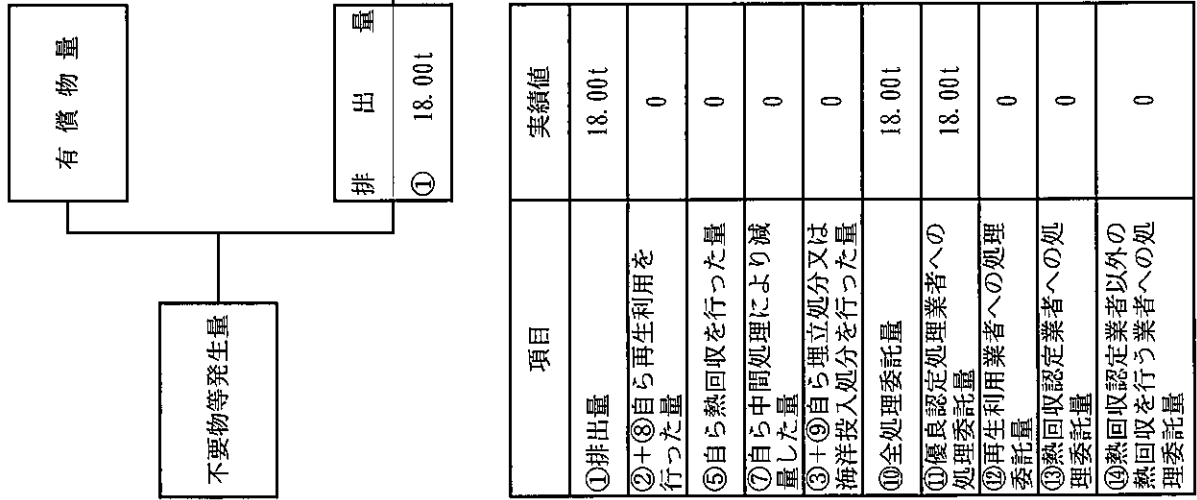 有償物量
不要物等発生量
排出量
① 18.00t
項目
実績値
①排出量
18.00t
②+⑧自ら再生利用を
行った量
0
⑤自ら熱回収を行った量
0
⑦自ら中間処理により減
量した量
0
③+⑨自ら埋立処分又は
海洋投入処分を行った量
0
⑩全処理委託量
18.00t
⑪優良認定処理業者への
処理委託量
18.00t
⑫再生利用業者への処理
委託量
0
⑬熱回収認定業者への処
理委託量
0
⑭熱回収認定業者以外の
熱回収を行う業者への処
理委託量
0